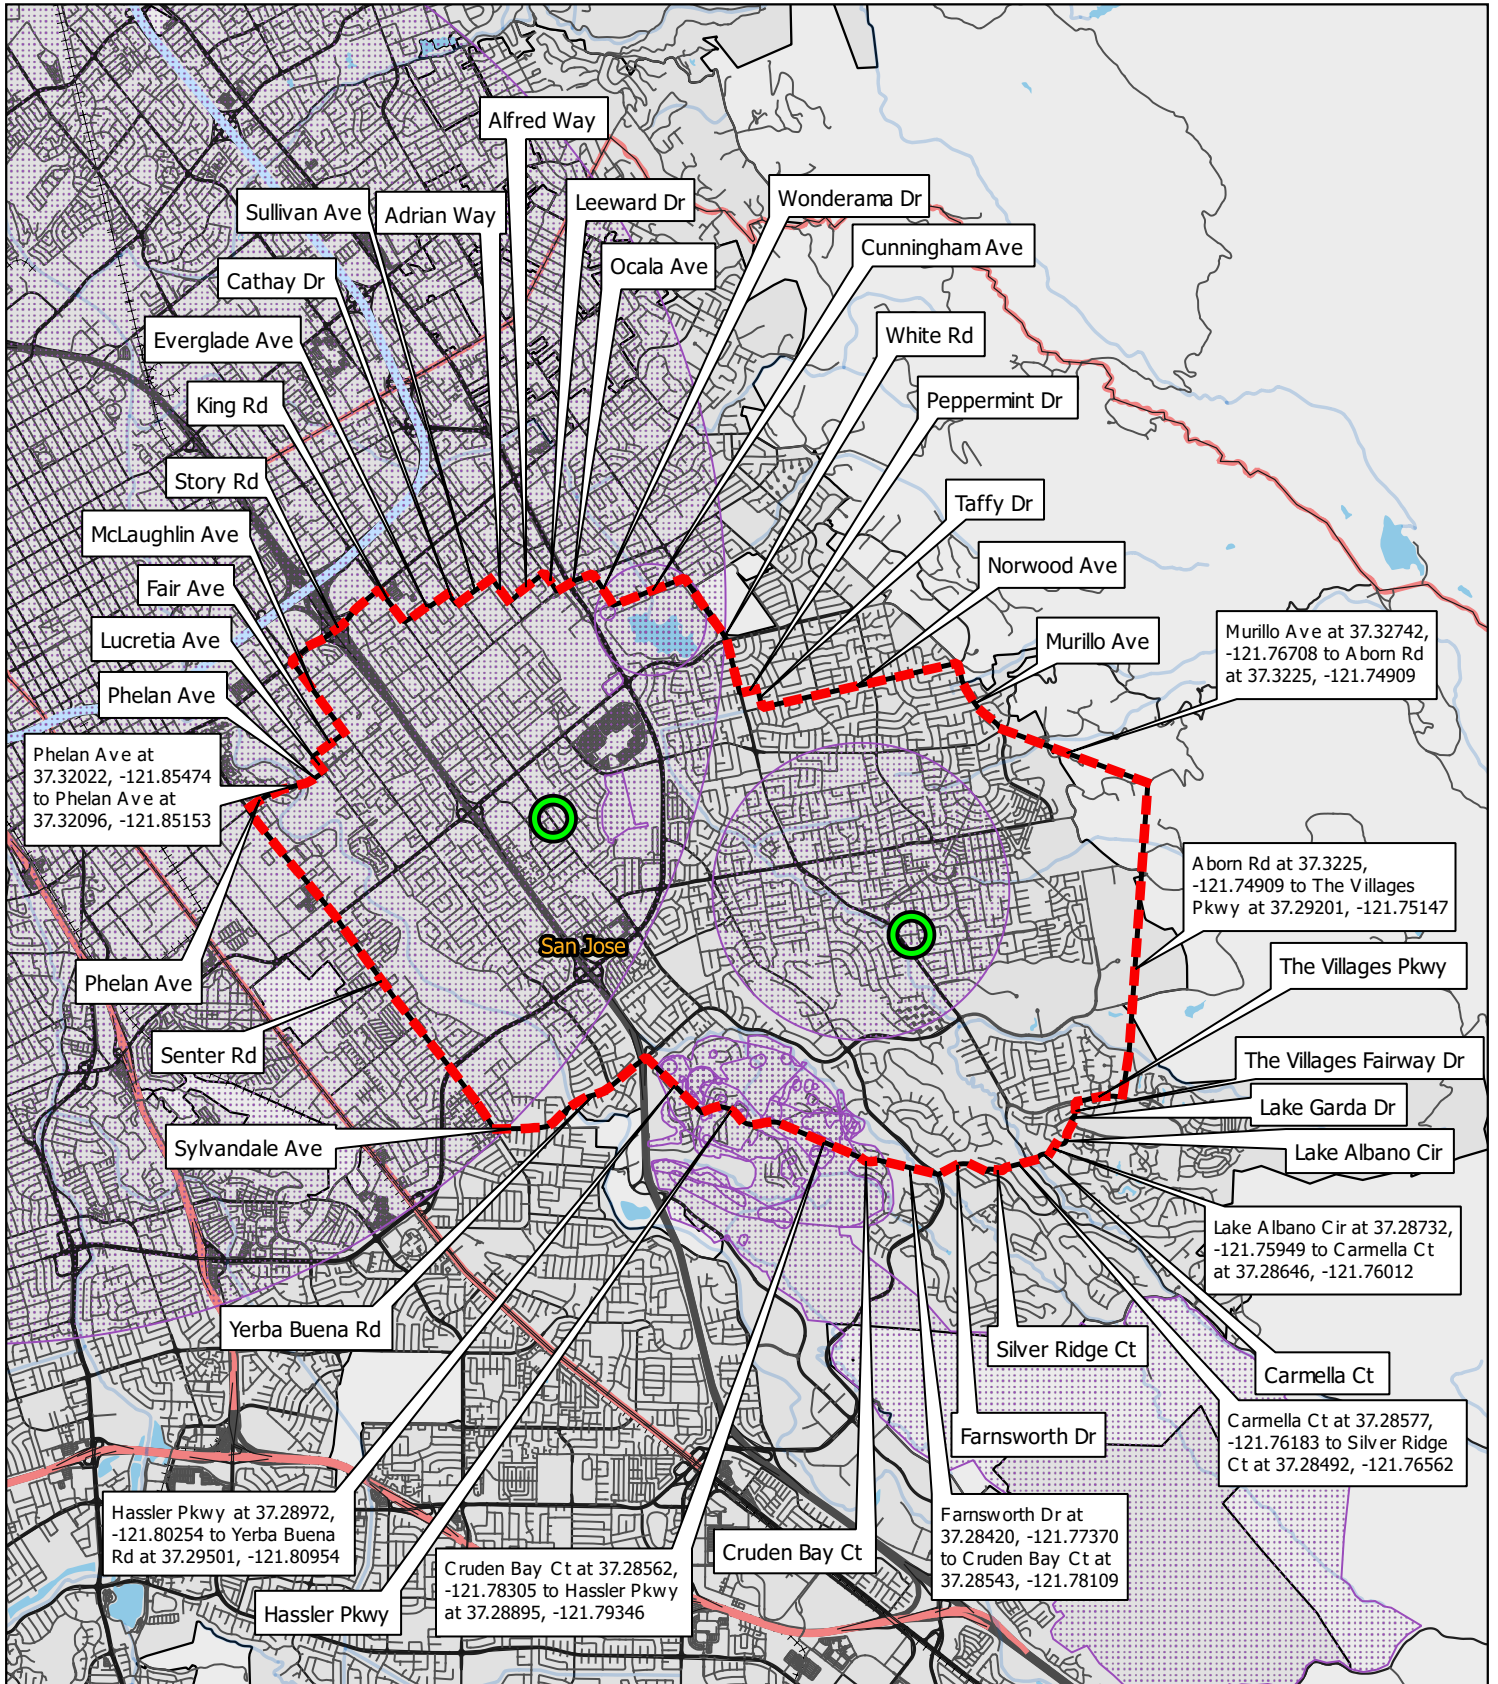 Alfred Way
Sullivan Ave
Adrian Way
Leeward Dr
Wonderama Dr
Cathay Dr
Ocala Ave
Cunningham Ave
Everglade Ave
White Rd
King Rd
Peppermint Dr
Story Rd
Taffy Dr
McLaughlin Ave
Norwood Ave
Fair Ave
Lucretia Ave
Murillo Ave
Murillo Ave at 37.32742,
-121.76708 to Aborn Rd
at 37.3225, -121.74909
Phelan Ave
Phelan Ave at
37.32022, -121.85474
to Phelan Ave at
37.32096, -121.85153
Aborn Rd at 37.3225,
-121.74909 to The Villages
Pkwy at 37.29201, -121.75147
San Jose
Phelan Ave
The Villages Pkwy
Senter Rd
The Villages Fairway Dr
Lake Garda Dr
Sylvandale Ave
Lake Albano Cir
Lake Albano Cir at 37.28732,
-121.75949 to Carmella Ct
at 37.28646, -121.76012
Yerba Buena Rd
Silver Ridge Ct
Carmella Ct
Farnsworth Dr
Carmella Ct at 37.28577,
-121.76183 to Silver Ridge
Ct at 37.28492, -121.76562
Hassler Pkwy at 37.28972,
-121.80254 to Yerba Buena
Rd at 37.29501, -121.80954
Cruden Bay Ct at 37.28562,
-121.78305 to Hassler Pkwy
at 37.28895, -121.79346
Cruden Bay Ct
Farnsworth Dr at
37.28420, -121.77370
to Cruden Bay Ct at
37.28543, -121.78109
Hassler Pkwy